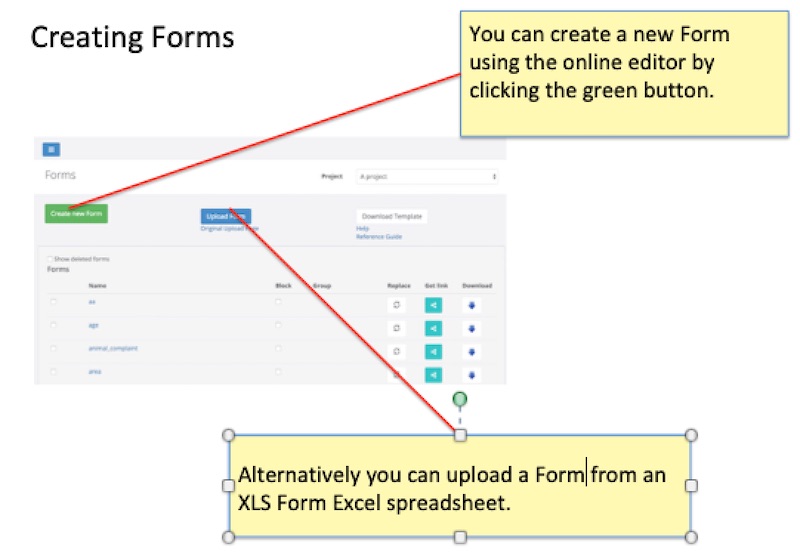 Creating Forms
You can create a new Form
using the online editor by
clicking the green button.
Forms
Project
A project
Create new Form
Upload Form
Download Template
Original Upload Page
Help
Reference Guide
Show deleted forms
Forms
Name Block Group Replace Get link Download
age
animal_complaint
area
Alternatively you can upload a Form from an
XLS Form Excel spreadsheet.